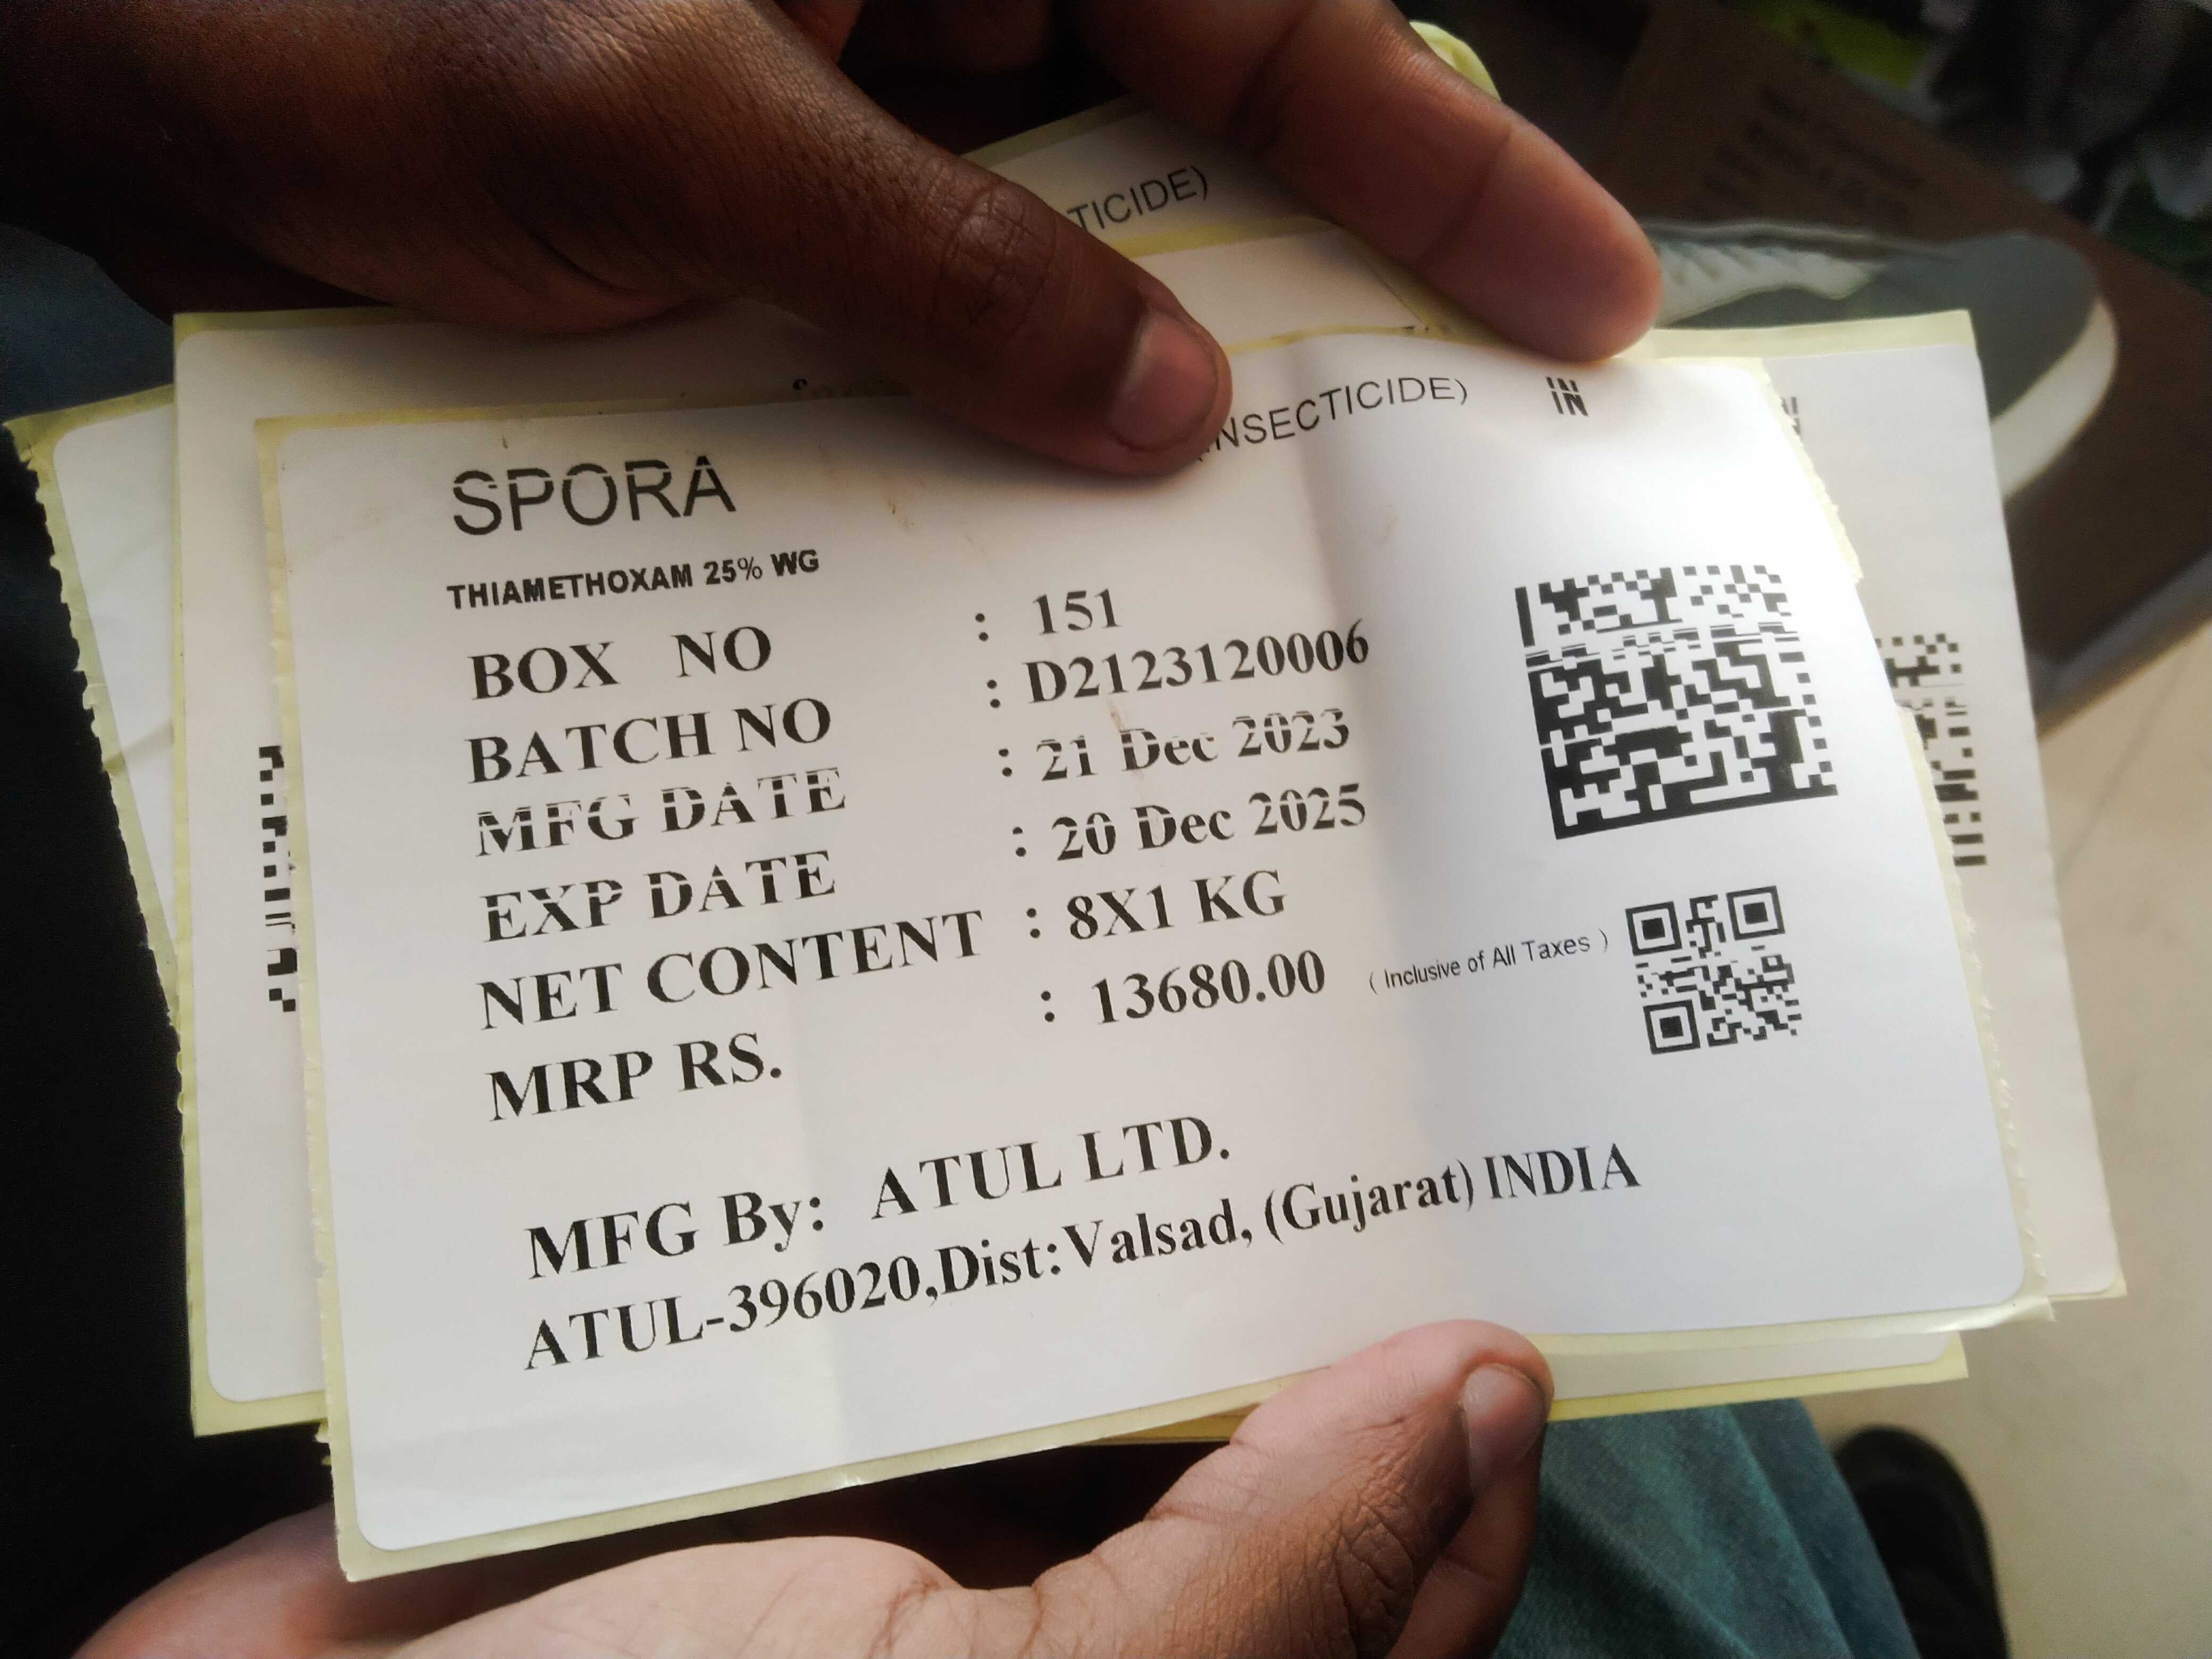 TICIDE)
SPORA (INSECTICIDE) IN
THIAMETHOXAM 25% WG
BOX NO : 151
BATCH NO : D2123120006
MFG DATE : 21 Dec 2023
EXP DATE : 20 Dec 2025
NET CONTENT : 8X1 KG
MRP RS. : 13680.00 ( Inclusive of All Taxes )
MFG By: ATUL LTD.
ATUL-396020,Dist:Valsad, (Gujarat) INDIA